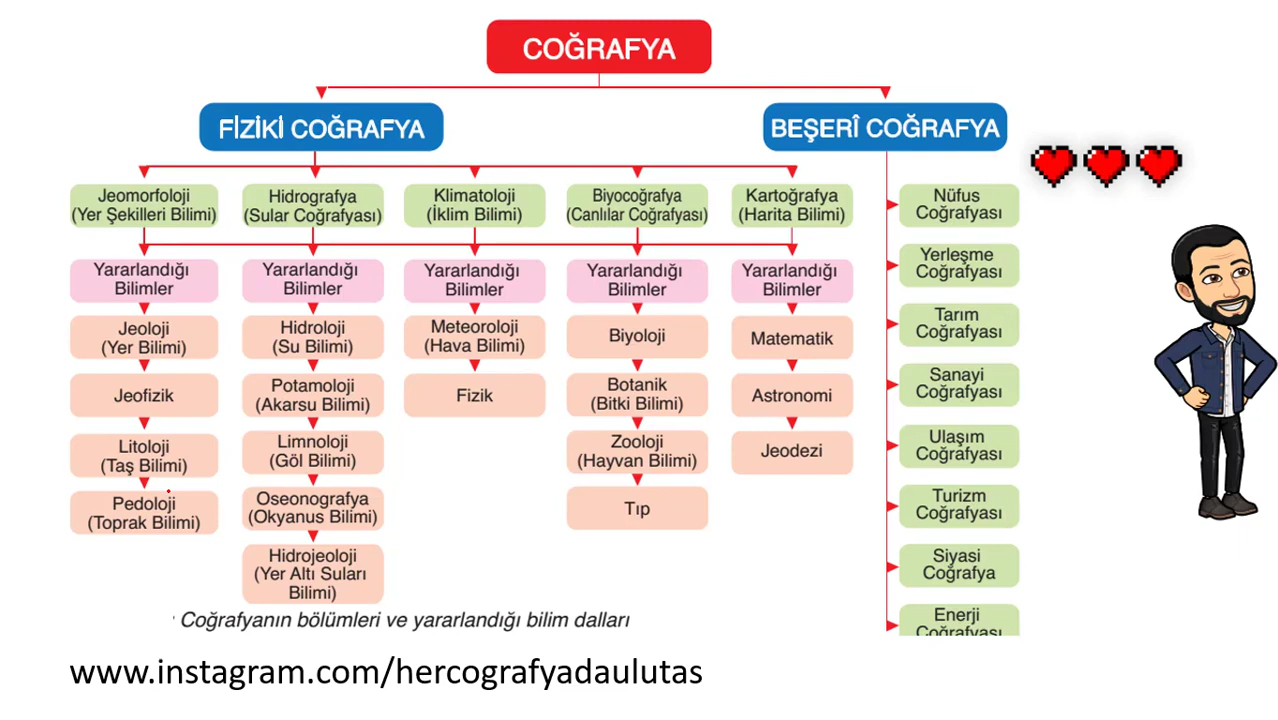 COĞRAFYA
FİZİKİ COĞRAFYA
BEŞERÎ COĞRAFYA
Jeomorfoloji
(Yer Şekilleri Bilimi)
Hidrografya
(Sular Coğrafyası)
Klimatoloji
(İklim Bilimi)
Biyocoğrafya
(Canlılar Coğrafyası)
Kartoğrafya
(Harita Bilimi)
Yararlandığı
Bilimler
Yararlandığı
Bilimler
Yararlandığı
Bilimler
Yararlandığı
Bilimler
Yararlandığı
Bilimler
Jeoloji
(Yer Bilimi)
Jeofizik
Litoloji
(Taş Bilimi)
Pedoloji
(Toprak Bilimi)
Hidroloji
(Su Bilimi)
Potamoloji
(Akarsu Bilimi)
Limnoloji
(Göl Bilimi)
Oseonografya
(Okyanus Bilimi)
Hidrojeoloji
(Yer Altı Suları
Bilimi)
Meteoroloji
(Hava Bilimi)
Fizik
Biyoloji
Botanik
(Bitki Bilimi)
Zooloji
(Hayvan Bilimi)
Tıp
Matematik
Astronomi
Jeodezi
Nüfus
Coğrafyası
Yerleşme
Coğrafyası
Tarım
Coğrafyası
Sanayi
Coğrafyası
Ulaşım
Coğrafyası
Turizm
Coğrafyası
Siyasi
Coğrafya
Enerji
Coğrafyası
Coğrafyanın bölümleri ve yararlandığı bilim dalları
www.instagram.com/hercografyadaulutas